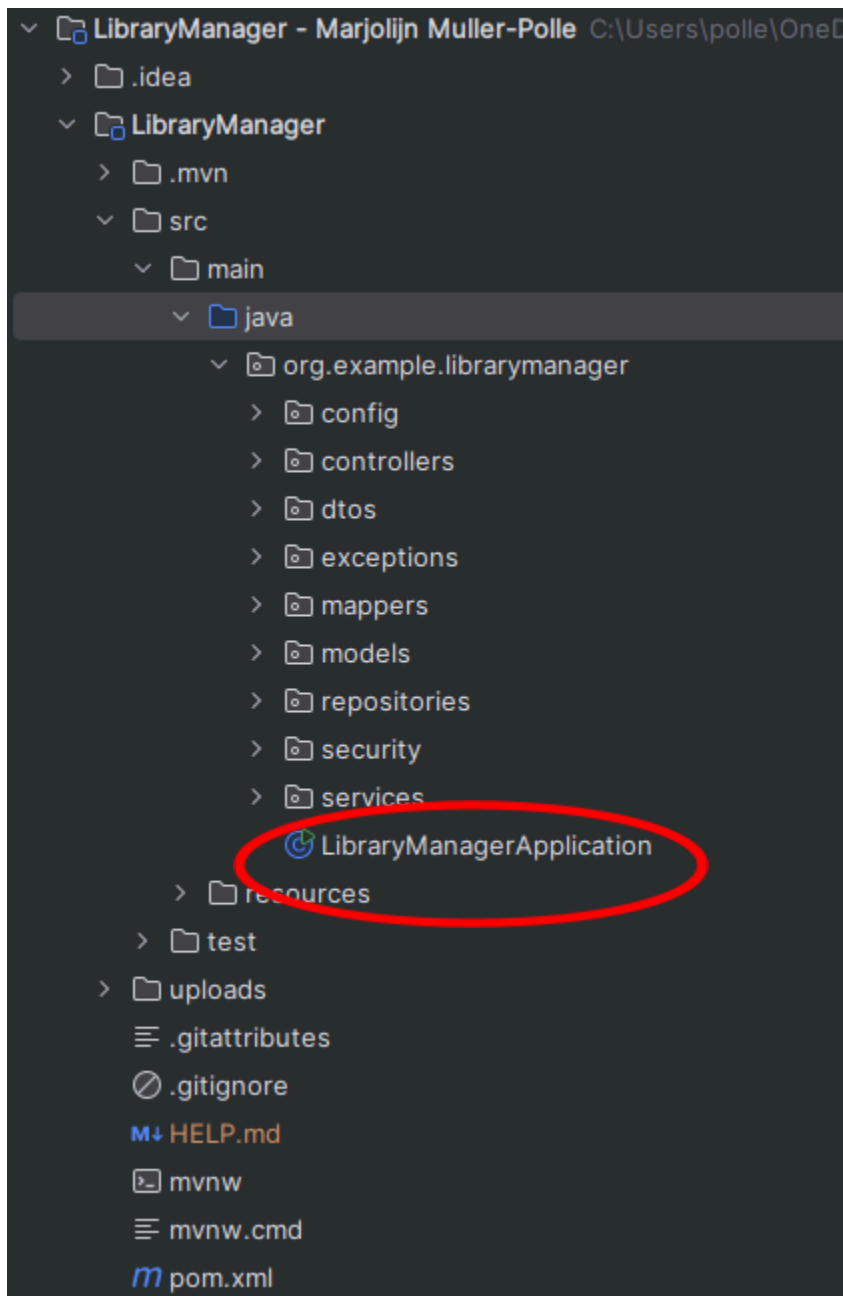 LibraryManager - Marjolijn Muller-Polle C:\Users\polle\OneD
.idea
LibraryManager
.mvn
src
main
java
org.example.librarymanager
config
controllers
dtos
exceptions
mappers
models
repositories
security
services
LibraryManagerApplication
resources
test
uploads
.gitattributes
.gitignore
M↓ HELP.md
mvnw
mvnw.cmd
m pom.xml